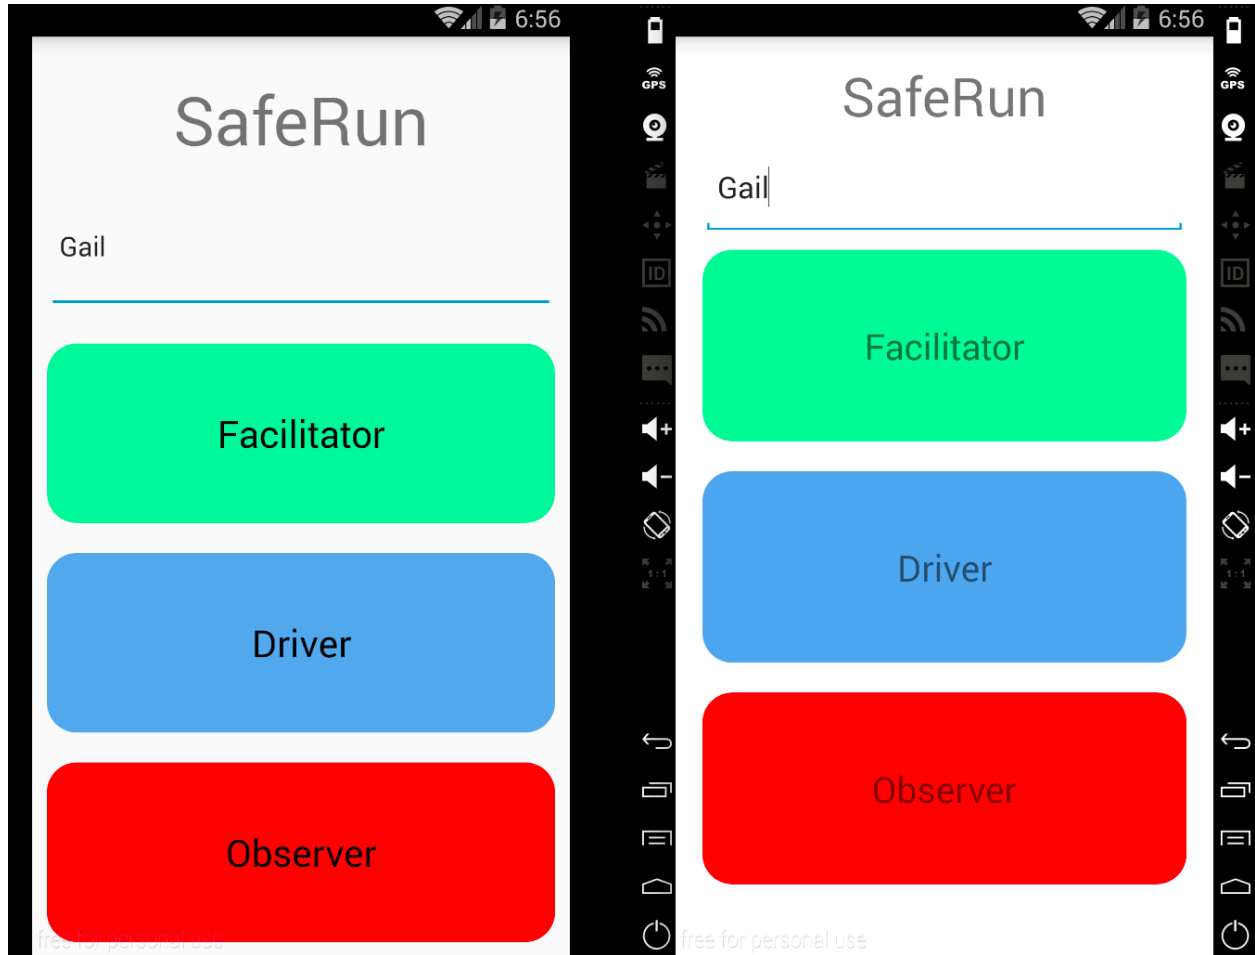 6:56
SafeRun
Gail
Facilitator
Driver
Observer
free for personal use
GPS
ID
1:1
6:56
SafeRun
Gail
Facilitator
Driver
Observer
free for personal use
GPS
ID
1:1